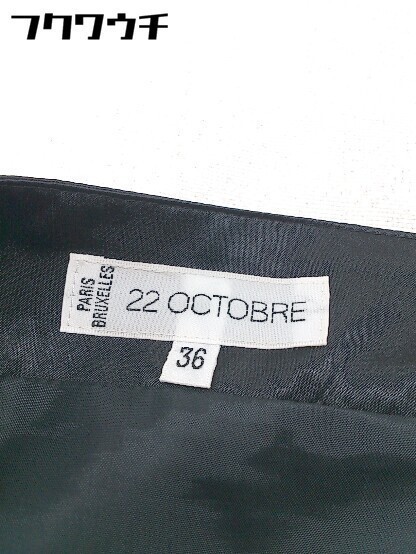 フクワウチ
PARIS
BRUXELLES
22 OCTOBRE
36